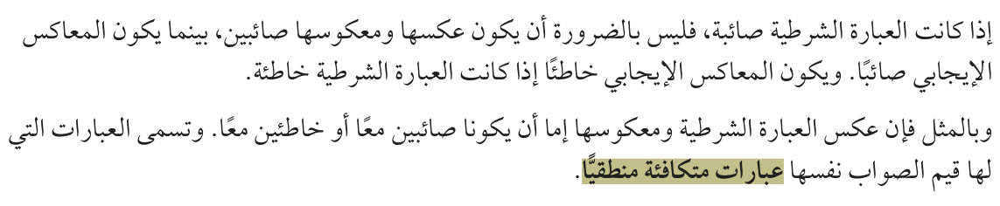 إذا كانت العبارة الشرطية صائبة، فليس بالضرورة أن يكون عكسها ومعكوسها صائبين، بينما يكون المعاكس
الإيجابي صائبًا. ويكون المعاكس الإيجابي خاطئًا إذا كانت العبارة الشرطية خاطئة.
وبالمثل فإن عكس العبارة الشرطية ومعكوسها إما أن يكونا صائبين معًا أو خاطئين معًا. وتسمى العبارات التي
لها قيم الصواب نفسها عبارات متكافئة منطقيًّا.